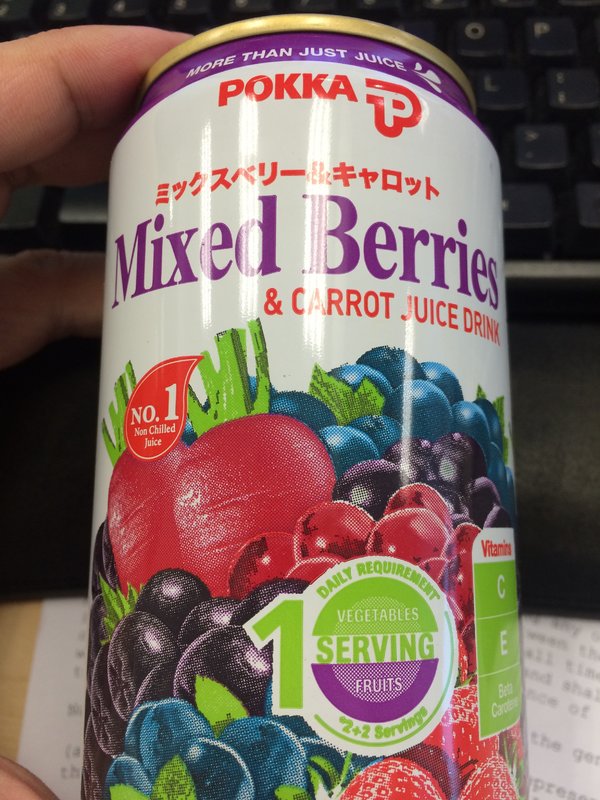 MORE THAN JUST JUICE
POKKA
P
ミックスベリー&キャロット
Mixed Berries
& CARROT JUICE DRINK
NO. 1
Non Chilled
Juice
Vitamins
C
E
Beta
Carotene
DAILY REQUIREMENT
1
VEGETABLES
SERVING
FRUITS
*2+2 Servings